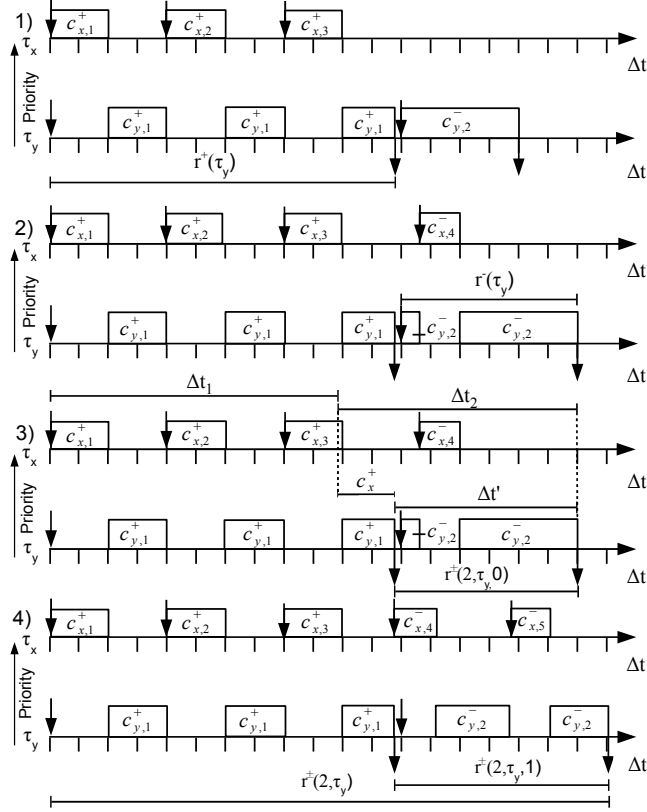 1)
c⁺x,1 c⁺x,2 c⁺x,3
τx
Δt
Priority
c⁺y,1 c⁺y,1 c⁺y,1 c⁻y,2
τy
Δt
r⁺(τy)
2)
c⁺x,1 c⁺x,2 c⁺x,3 c⁻x,4
τx
Δt
Priority
r⁻(τy)
c⁺y,1 c⁺y,1 c⁺y,1 c⁻y,2 c⁻y,2
τy
Δt
Δt1
Δt2
3)
c⁺x,1 c⁺x,2 c⁺x,3 c⁻x,4
τx
Δt
Priority
c⁺x
Δt'
c⁺y,1 c⁺y,1 c⁺y,1 c⁻y,2 c⁻y,2
τy
Δt
r±(2,τy,0)
4)
c⁺x,1 c⁺x,2 c⁺x,3 c⁻x,4 c⁻x,5
τx
Δt
Priority
c⁺y,1 c⁺y,1 c⁺y,1 c⁻y,2 c⁻y,2
τy
Δt
r±(2,τy) r±(2,τy,1)